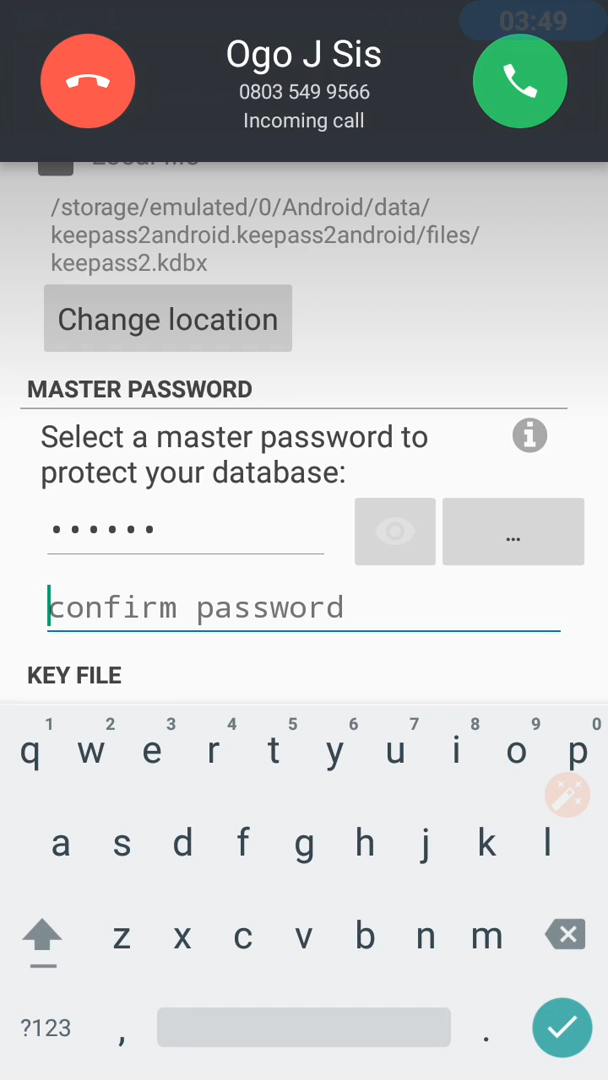 03:49
Ogo J Sis
0803 549 9566
Incoming call
Local file
/storage/emulated/0/Android/data/
keepass2android.keepass2android/files/
keepass2.kdbx
Change location
MASTER PASSWORD
Select a master password to
protect your database:
••••••
...
confirm password
KEY FILE
1 2 3 4 5 6 7 8 9 0
q w e r t y u i o p
a s d f g h j k l
z x c v b n m
?123 , .